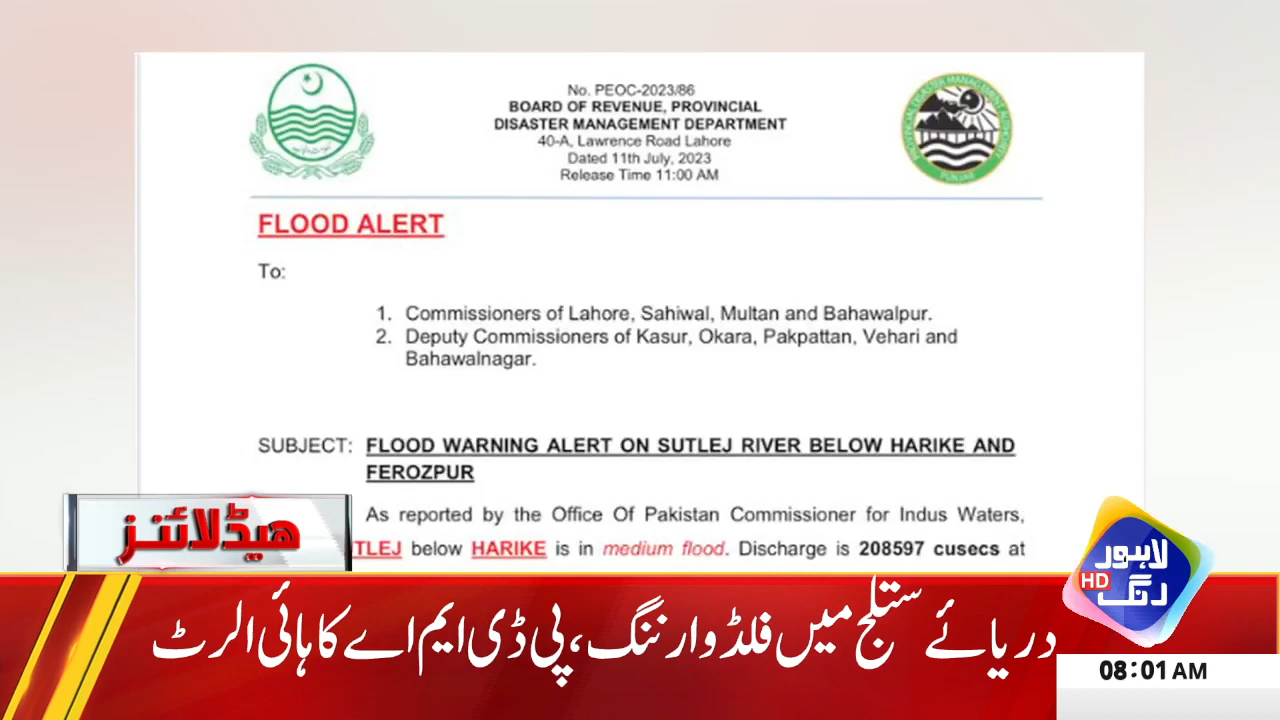 No. PEOC-2023/86
BOARD OF REVENUE, PROVINCIAL
DISASTER MANAGEMENT DEPARTMENT
40-A, Lawrence Road Lahore
Dated 11th July, 2023
Release Time 11:00 AM
PROVINCIAL DISASTER MANAGEMENT AUTHORITY
PUNJAB
FLOOD ALERT
To:
1. Commissioners of Lahore, Sahiwal, Multan and Bahawalpur.
2. Deputy Commissioners of Kasur, Okara, Pakpattan, Vehari and
Bahawalnagar.
SUBJECT: FLOOD WARNING ALERT ON SUTLEJ RIVER BELOW HARIKE AND
FEROZPUR
As reported by the Office Of Pakistan Commissioner for Indus Waters,
TLEJ below HARIKE is in medium flood. Discharge is 208597 cusecs at
ہیڈلائنز
لاہور
رنگ
HD
دریائے ستلج میں فلڈ وارننگ، پی ڈی ایم اے کا ہائی الرٹ
08:01 AM